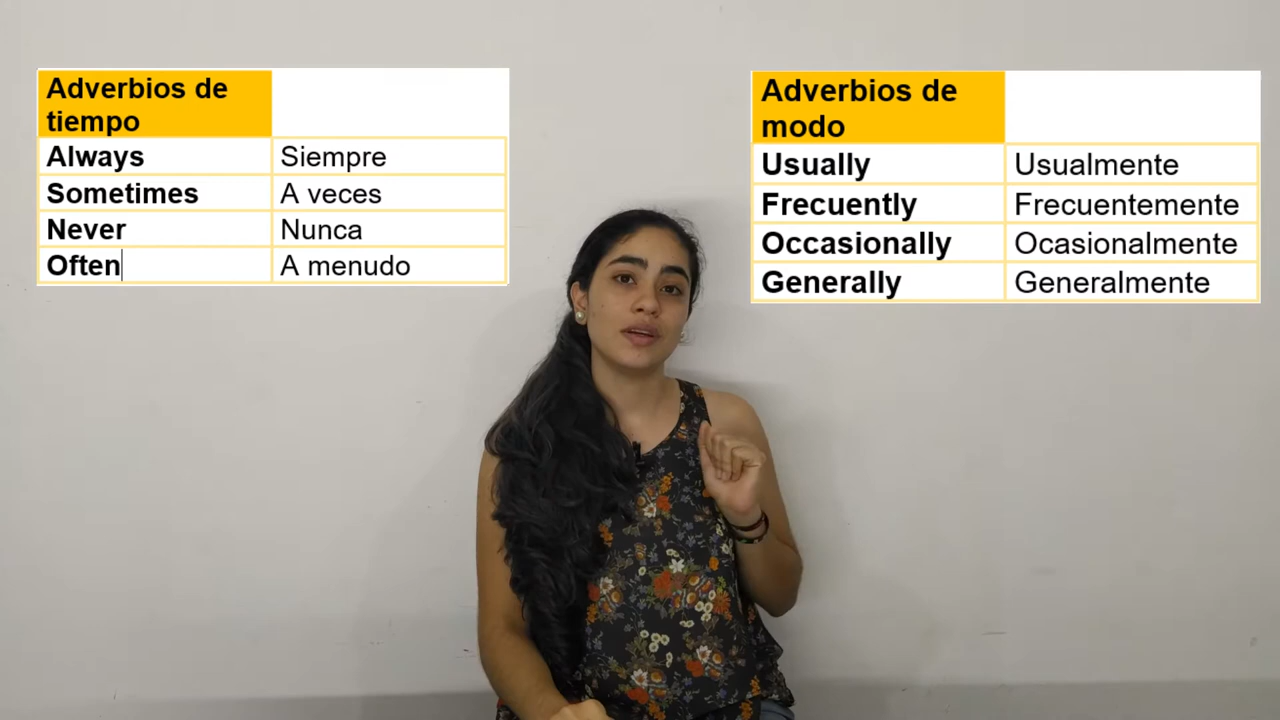 Adverbios de
tiempo
Always Siempre
Sometimes A veces
Never Nunca
Often A menudo
Adverbios de
modo
Usually Usualmente
Frecuently Frecuentemente
Occasionally Ocasionalmente
Generally Generalmente